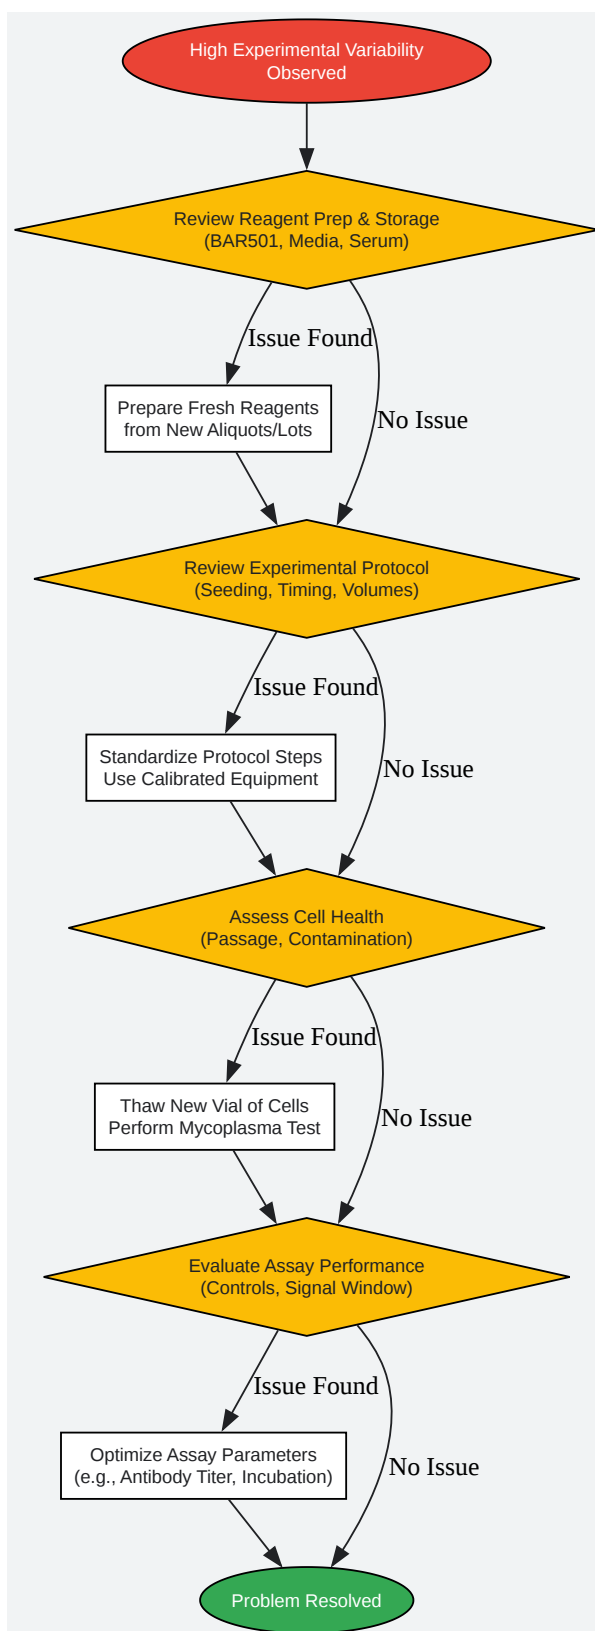 High Experimental Variability
Observed
Review Reagent Prep & Storage
(BAR501, Media, Serum)
Issue Found
Prepare Fresh Reagents
from New Aliquots/Lots
No Issue
Review Experimental Protocol
(Seeding, Timing, Volumes)
Issue Found
Standardize Protocol Steps
Use Calibrated Equipment
No Issue
Assess Cell Health
(Passage, Contamination)
Issue Found
Thaw New Vial of Cells
Perform Mycoplasma Test
No Issue
Evaluate Assay Performance
(Controls, Signal Window)
Issue Found
Optimize Assay Parameters
(e.g., Antibody Titer, Incubation)
No Issue
Problem Resolved